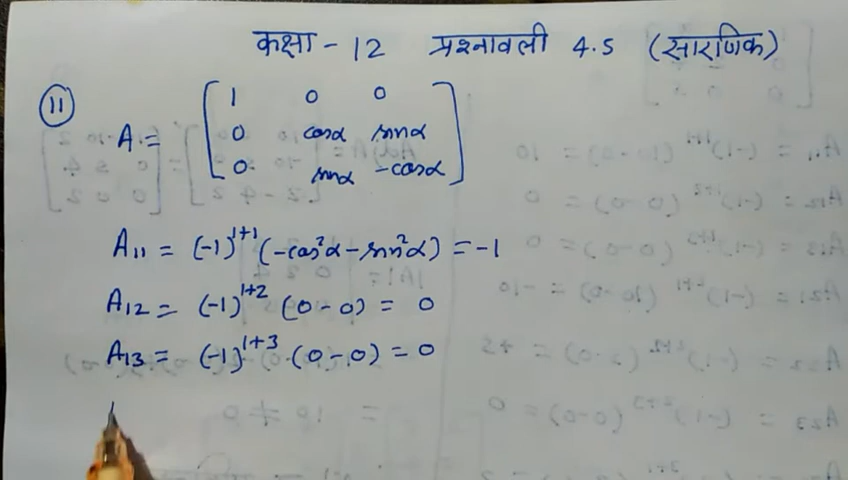 कक्षा - 12 प्रश्नावली 4.5 (सारणिक)
(11)
A = [ 1 0 0
0 cosα sinα
0 sinα -cosα ]
A₁₁ = (-1)¹⁺¹ (-cos²α - sin²α) = -1
A₁₂ = (-1)¹⁺² (0-0) = 0
A₁₃ = (-1)¹⁺³ (0-0) = 0